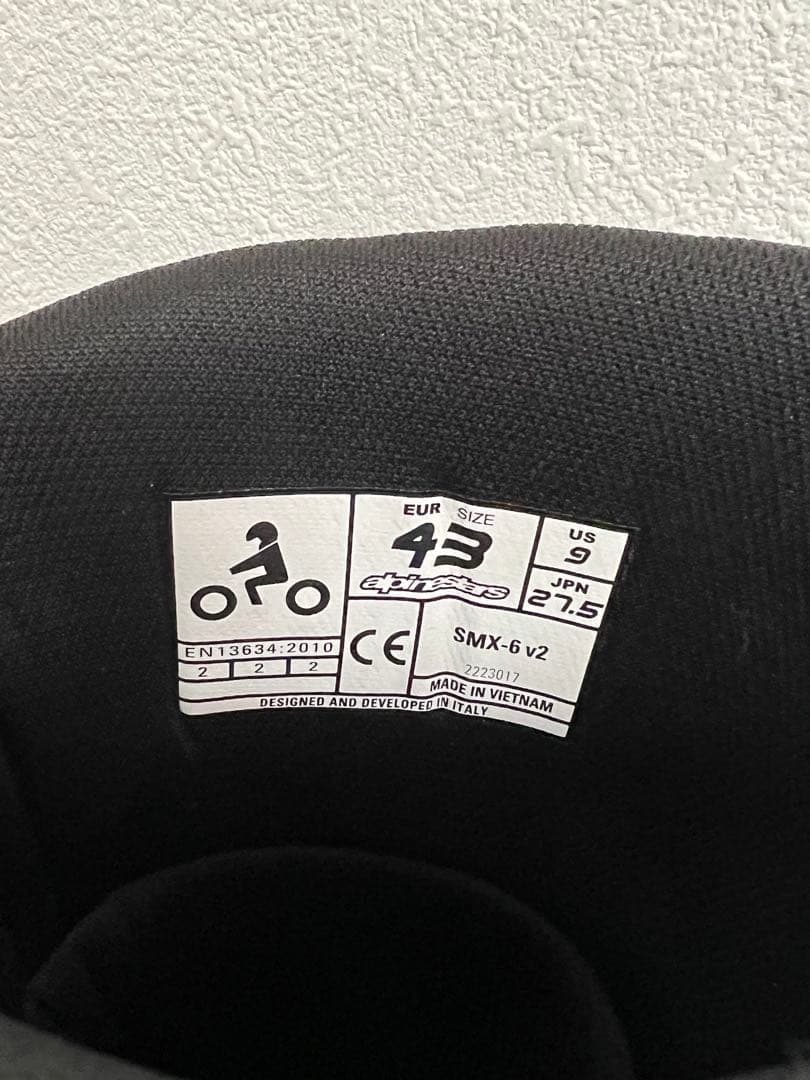 EUR SIZE
43
alpinestars
US
9
JPN
27.5
EN13634:2010
2 2 2
CE
SMX-6 v2
2223017
MADE IN VIETNAM
DESIGNED AND DEVELOPED IN ITALY